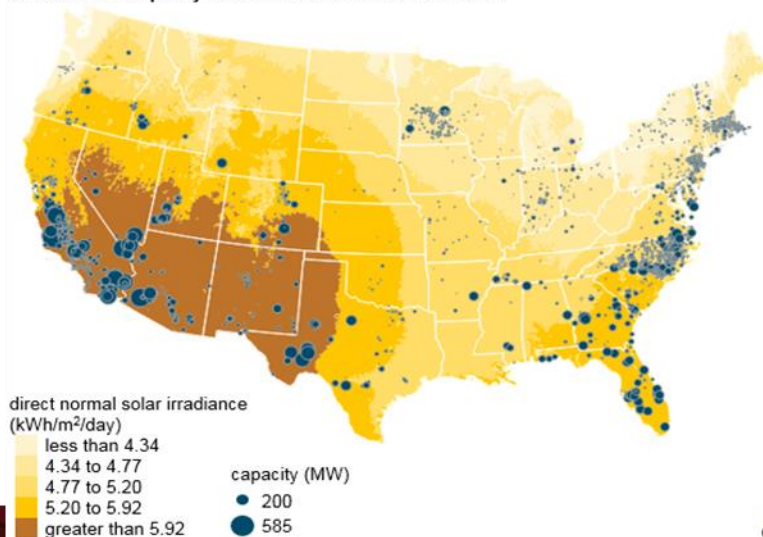 direct normal solar irradiance
(kWh/m²/day)
less than 4.34
4.34 to 4.77
4.77 to 5.20
5.20 to 5.92
greater than 5.92
capacity (MW)
200
585